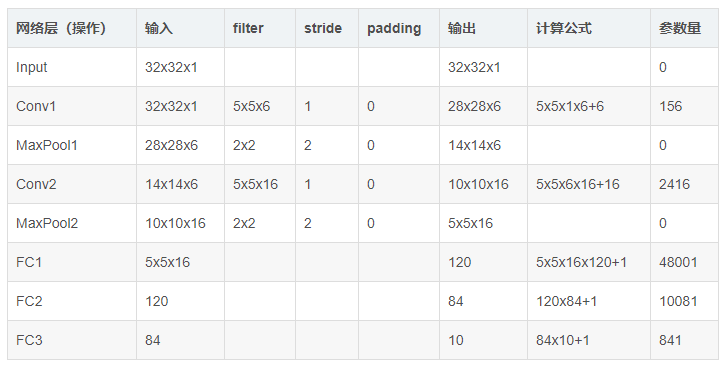 网络层（操作） 输入 filter stride padding 输出 计算公式 参数量
Input 32x32x1 32x32x1 0
Conv1 32x32x1 5x5x6 1 0 28x28x6 5x5x1x6+6 156
MaxPool1 28x28x6 2x2 2 0 14x14x6 0
Conv2 14x14x6 5x5x16 1 0 10x10x16 5x5x6x16+16 2416
MaxPool2 10x10x16 2x2 2 0 5x5x16 0
FC1 5x5x16 120 5x5x16x120+1 48001
FC2 120 84 120x84+1 10081
FC3 84 10 84x10+1 841